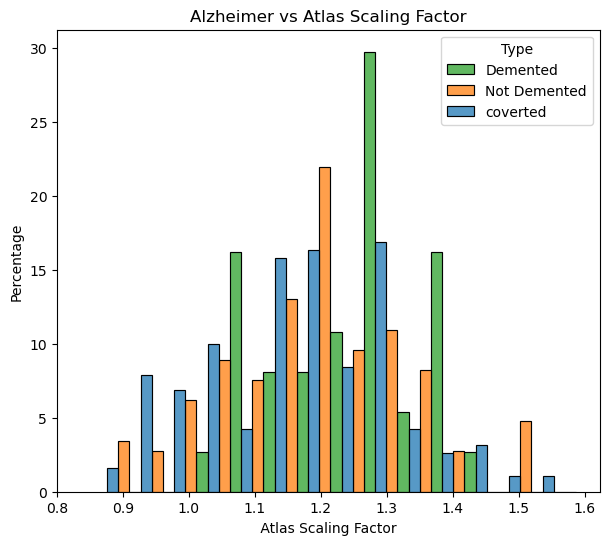 Alzheimer vs Atlas Scaling Factor
Type
Demented
Not Demented
coverted
Percentage
30
25
20
15
10
5
0
0.8 0.9 1.0 1.1 1.2 1.3 1.4 1.5 1.6
Atlas Scaling Factor